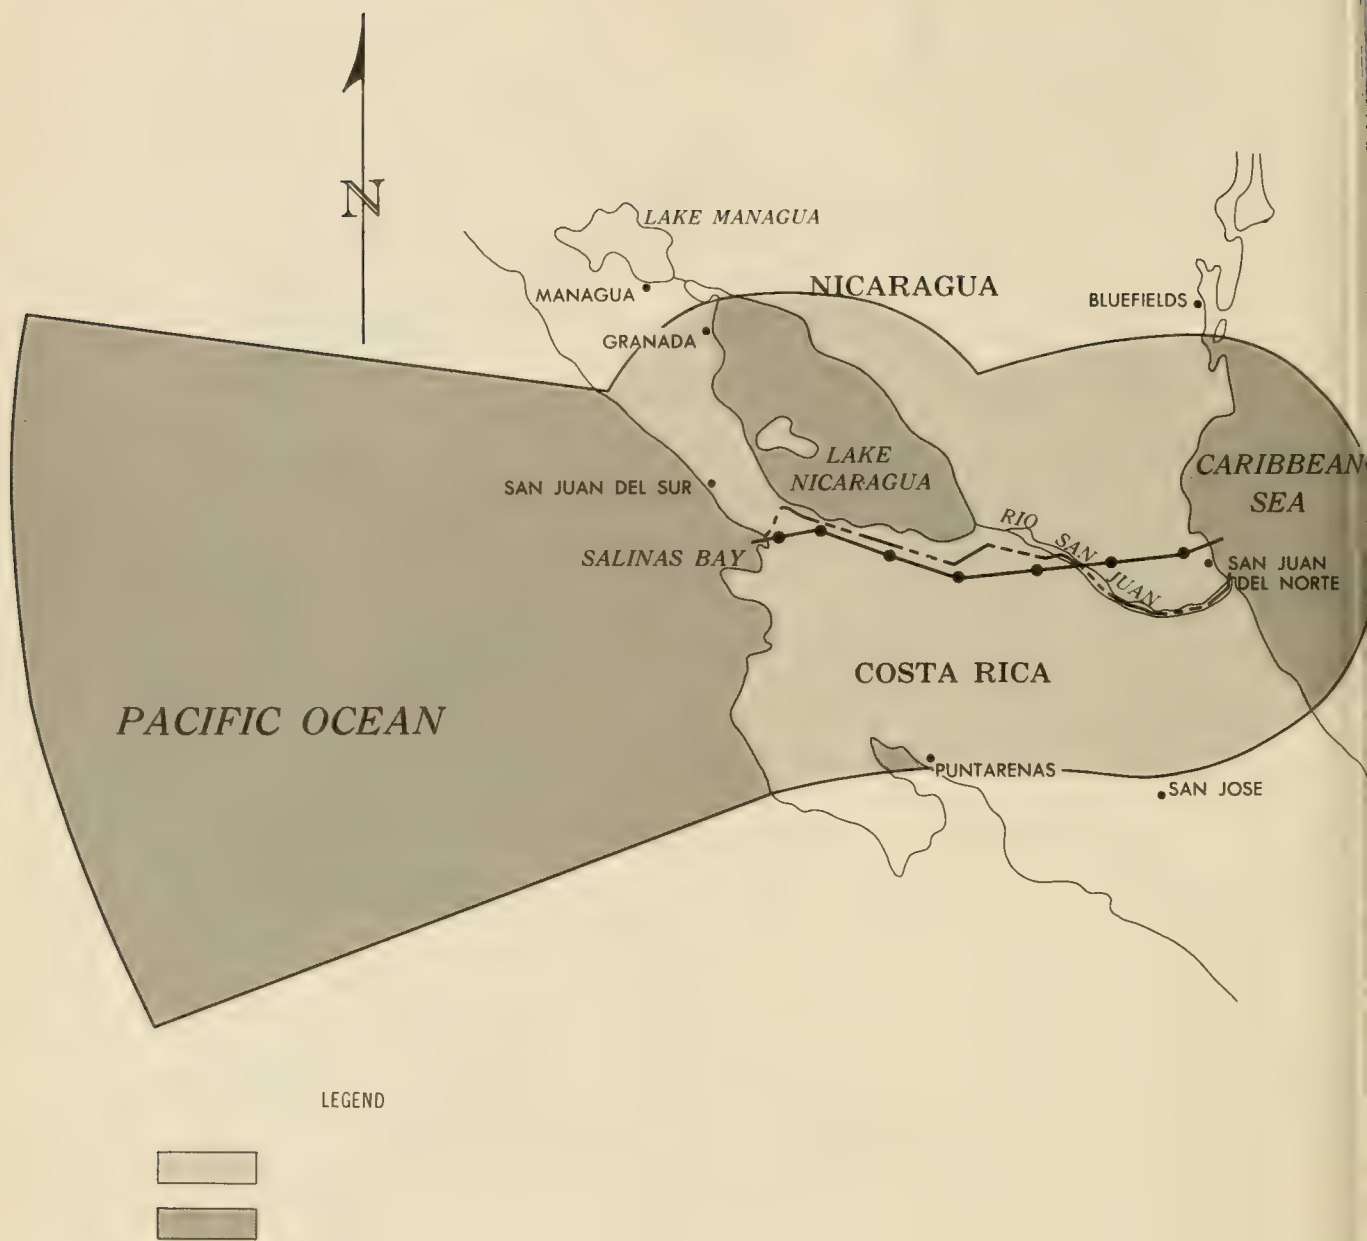 N
LAKE MANAGUA
NICARAGUA
MANAGUA
BLUEFIELDS
GRANADA
LAKE
NICARAGUA
CARIBBEAN
SEA
SAN JUAN DEL SUR
RIO SAN JUAN
SALINAS BAY
SAN JUAN
DEL NORTE
COSTA RICA
PACIFIC OCEAN
PUNTARENAS
SAN JOSE
LEGEND